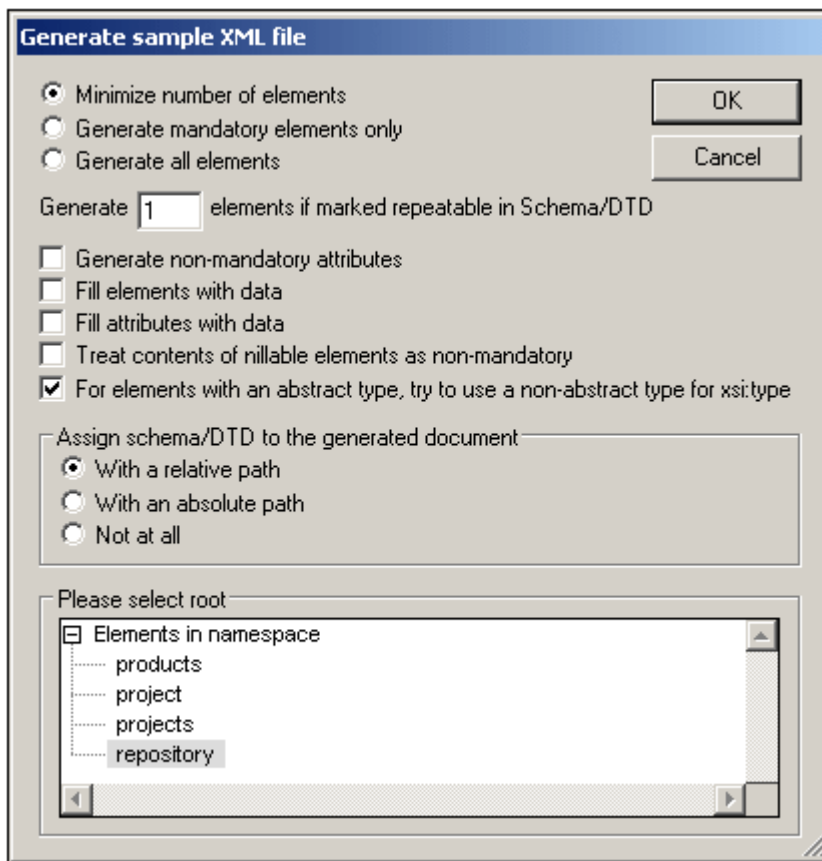 Generate sample XML file
Minimize number of elements
OK
Generate mandatory elements only
Generate all elements
Cancel
Generate 1 elements if marked repeatable in Schema/DTD
Generate non-mandatory attributes
Fill elements with data
Fill attributes with data
Treat contents of nillable elements as non-mandatory
For elements with an abstract type, try to use a non-abstract type for xsi:type
Assign schema/DTD to the generated document
With a relative path
With an absolute path
Not at all
Please select root
Elements in namespace
products
project
projects
repository